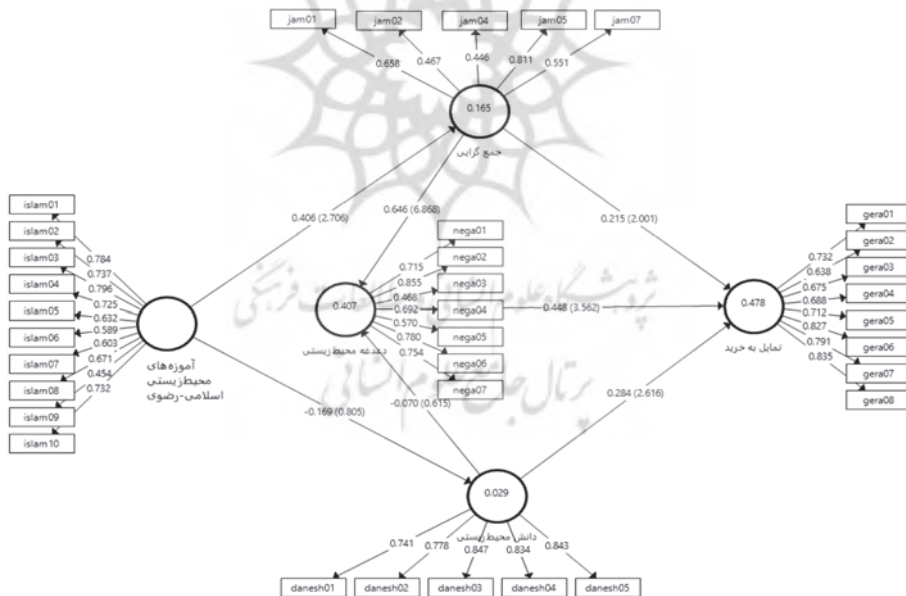 jam01 jam02 jam04 jam05 jam07
0.658 0.467 0.446 0.811 0.551
0.165
جمع گرایی
0.406 (2.706)
0.646 (6.868)
0.215 (2.001)
islam01
islam02
islam03
islam04
islam05
islam06
islam07
islam08
islam09
islam10
0.784
0.737
0.796
0.725
0.632
0.589
0.603
0.671
0.454
0.732
آموزه‌های
محیط‌زیستی
اسلامی-رضوی
nega01
nega02
nega03
nega04
nega05
nega06
nega07
0.715
0.855
0.468
0.692
0.570
0.780
0.754
0.407
دغدغه محیط‌زیستی
0.448 (3.562)
gera01
gera02
gera03
gera04
gera05
gera06
gera07
gera08
0.732
0.638
0.675
0.688
0.712
0.827
0.791
0.835
0.478
تمایل به خرید
-0.169 (0.805)
-0.070 (0.615)
0.284 (2.616)
0.029
دانش محیط‌زیستی
0.741 0.778 0.847 0.834 0.843
danesh01 danesh02 danesh03 danesh04 danesh05
پرتال جامع علوم انسانی